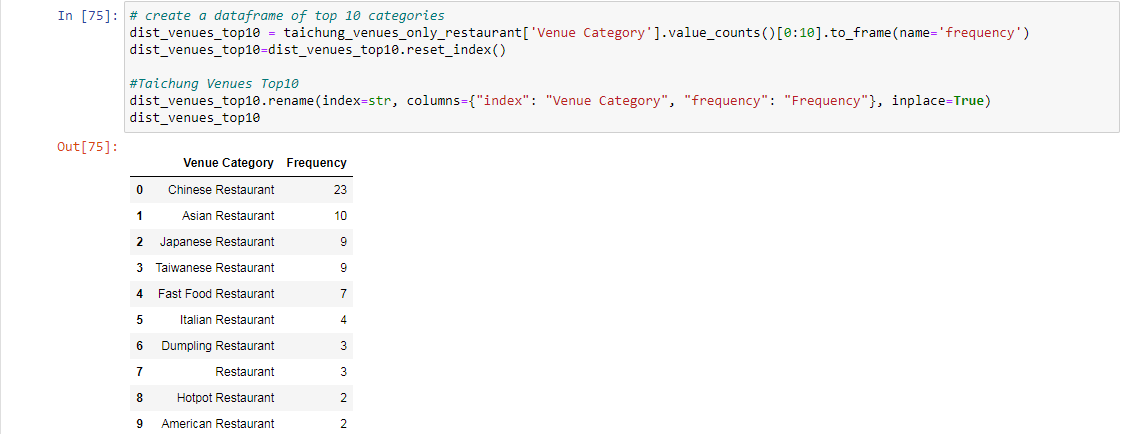 In [75]: # create a dataframe of top 10 categories
dist_venues_top10 = taichung_venues_only_restaurant['Venue Category'].value_counts()[0:10].to_frame(name='frequency')
dist_venues_top10=dist_venues_top10.reset_index()
#Taichung Venues Top10
dist_venues_top10.rename(index=str, columns={"index": "Venue Category", "frequency": "Frequency"}, inplace=True)
dist_venues_top10
Out[75]:
Venue Category Frequency
0 Chinese Restaurant 23
1 Asian Restaurant 10
2 Japanese Restaurant 9
3 Taiwanese Restaurant 9
4 Fast Food Restaurant 7
5 Italian Restaurant 4
6 Dumpling Restaurant 3
7 Restaurant 3
8 Hotpot Restaurant 2
9 American Restaurant 2